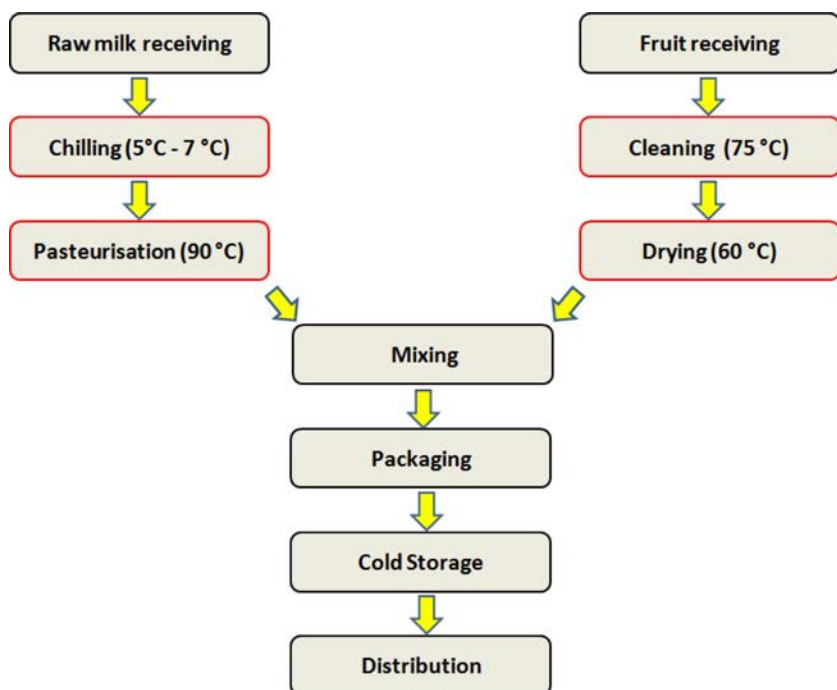 Raw milk receiving
Fruit receiving
Chilling (5°C - 7 °C)
Cleaning (75 °C)
Pasteurisation (90 °C)
Drying (60 °C)
Mixing
Packaging
Cold Storage
Distribution